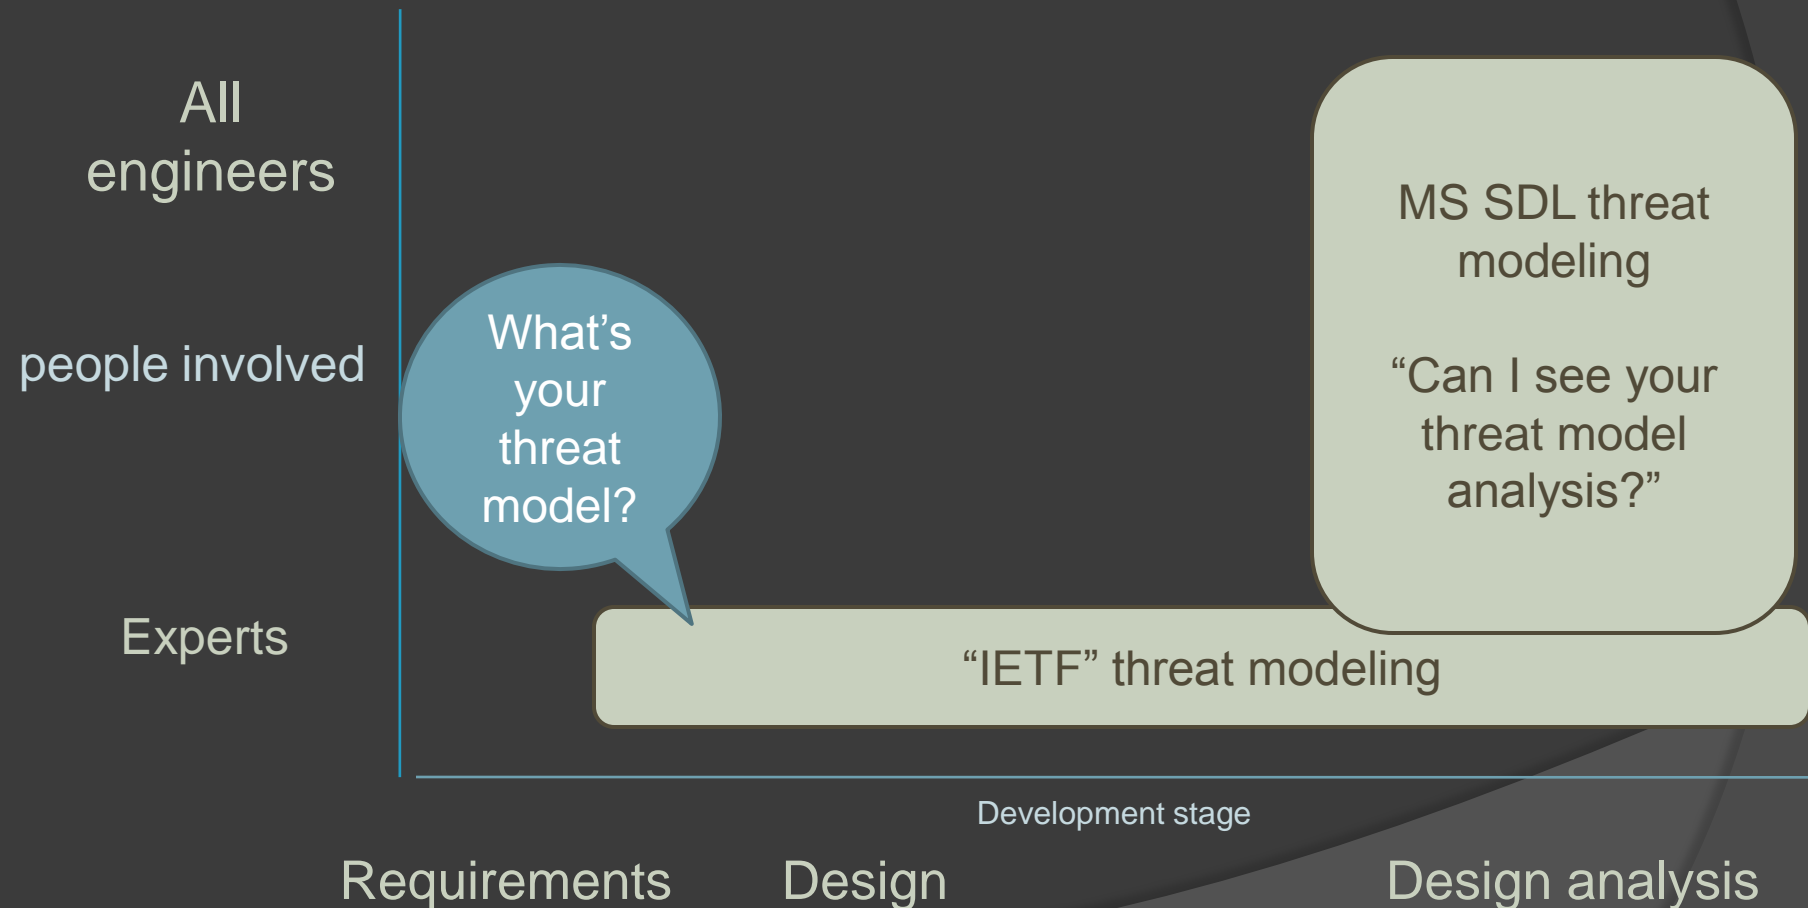 All
engineers
people involved
Experts
What’s
your
threat
model?
MS SDL threat
modeling
“Can I see your
threat model
analysis?”
“IETF” threat modeling
Development stage
Requirements
Design
Design analysis